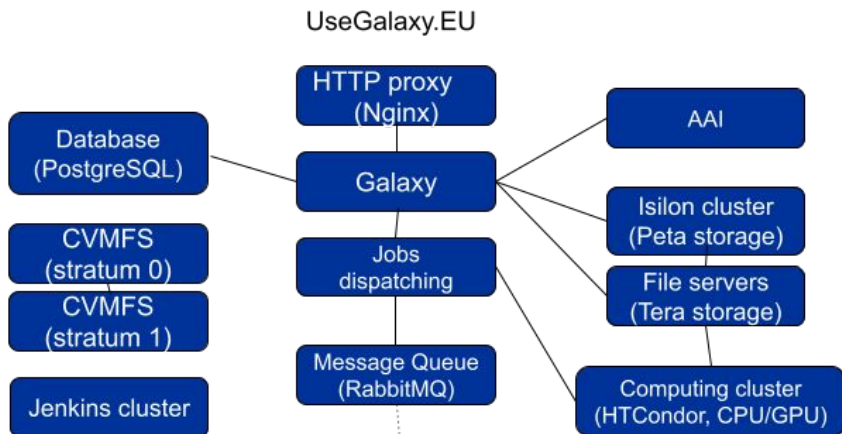 UseGalaxy.EU
HTTP proxy
(Nginx)
Database
(PostgreSQL)
AAI
Galaxy
CVMFS
(stratum 0)
Jobs
dispatching
Isilon cluster
(Peta storage)
CVMFS
(stratum 1)
File servers
(Tera storage)
Message Queue
(RabbitMQ)
Jenkins cluster
Computing cluster
(HTCondor, CPU/GPU)